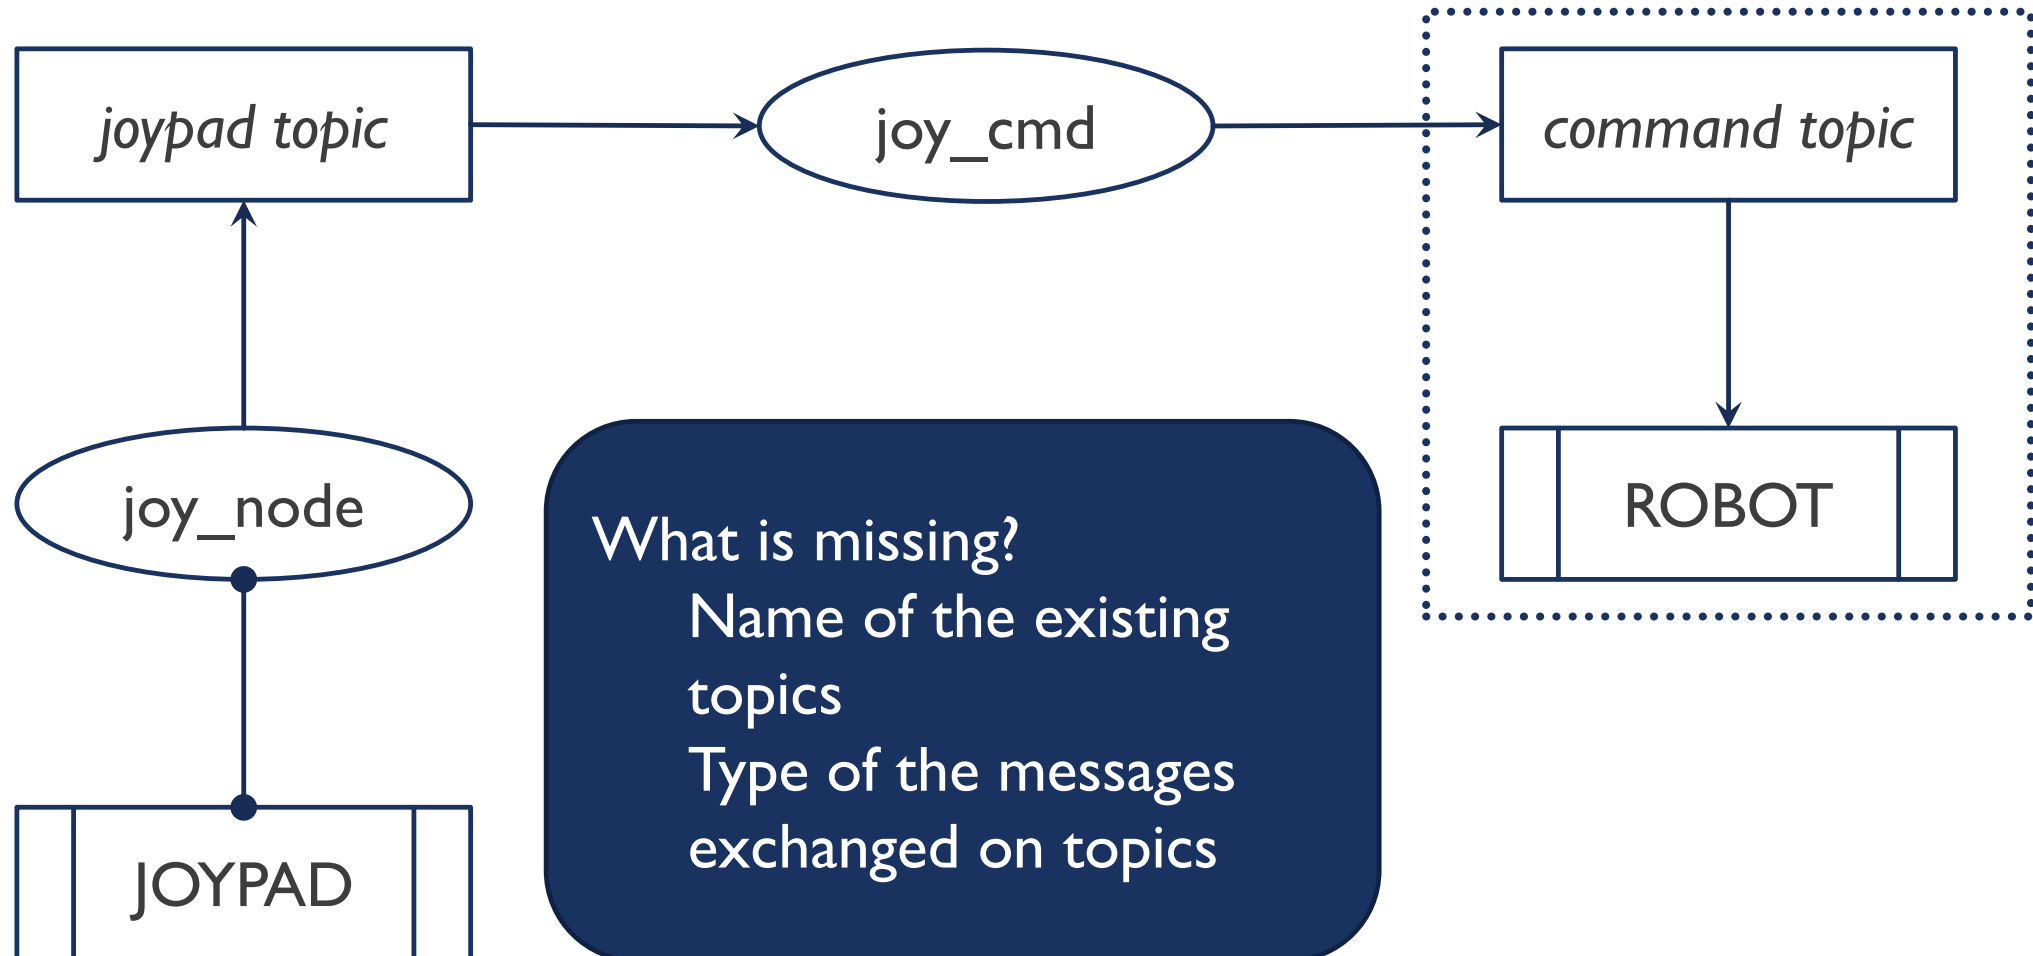 joypad topic
joy_cmd
command topic
joy_node
ROBOT
What is missing?
Name of the existing
topics
Type of the messages
exchanged on topics
JOYPAD